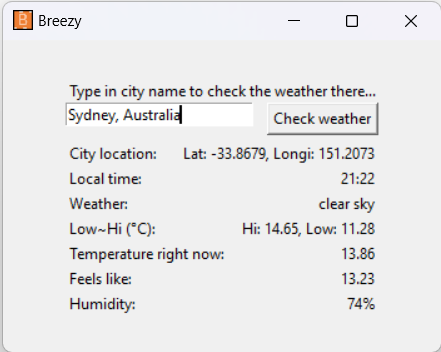 Breezy
Type in city name to check the weather there...
Sydney, Australia Check weather
City location: Lat: -33.8679, Longi: 151.2073
Local time: 21:22
Weather: clear sky
Low~Hi (°C): Hi: 14.65, Low: 11.28
Temperature right now: 13.86
Feels like: 13.23
Humidity: 74%